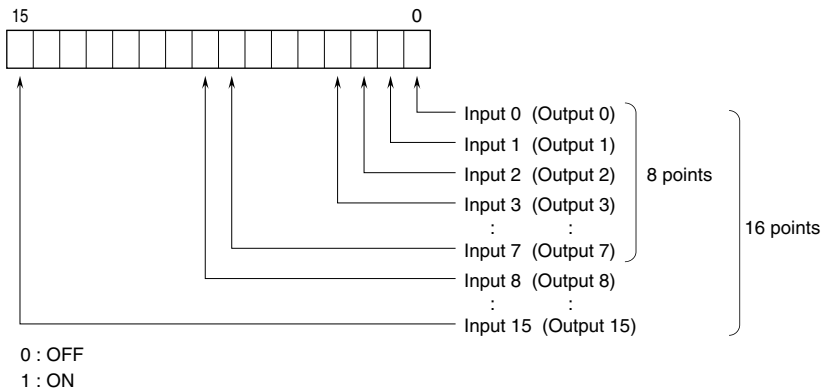 15 0
Input 0 (Output 0)
Input 1 (Output 1)
Input 2 (Output 2)
8 points
Input 3 (Output 3)
: :
16 points
Input 7 (Output 7)
Input 8 (Output 8)
: :
Input 15 (Output 15)
0 : OFF
1 : ON